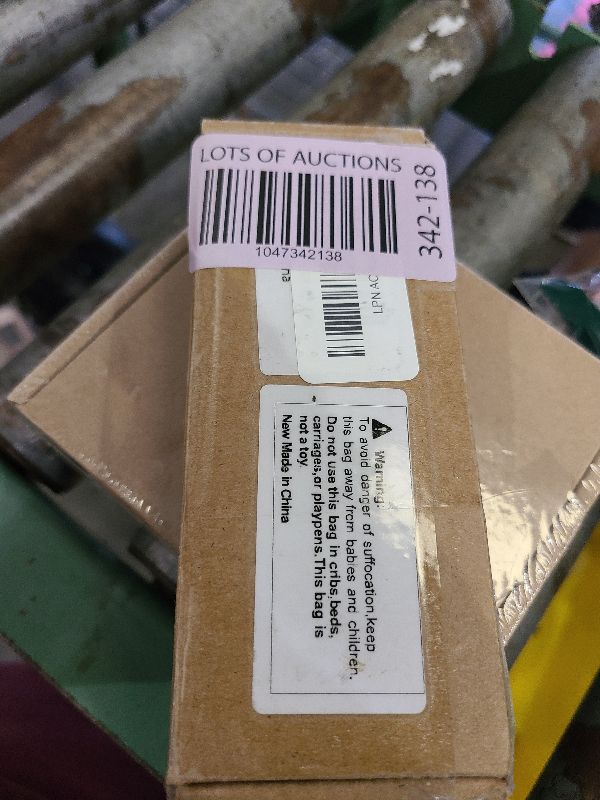 LOTS OF AUCTIONS
1047342138
342-138
na
LPN AC
Warning:
To avoid danger of suffocation,keep
this bag away from babies and children.
Do not use this bag in cribs,beds,
carriages,or playpens.This bag is
not a toy.
New Made in China